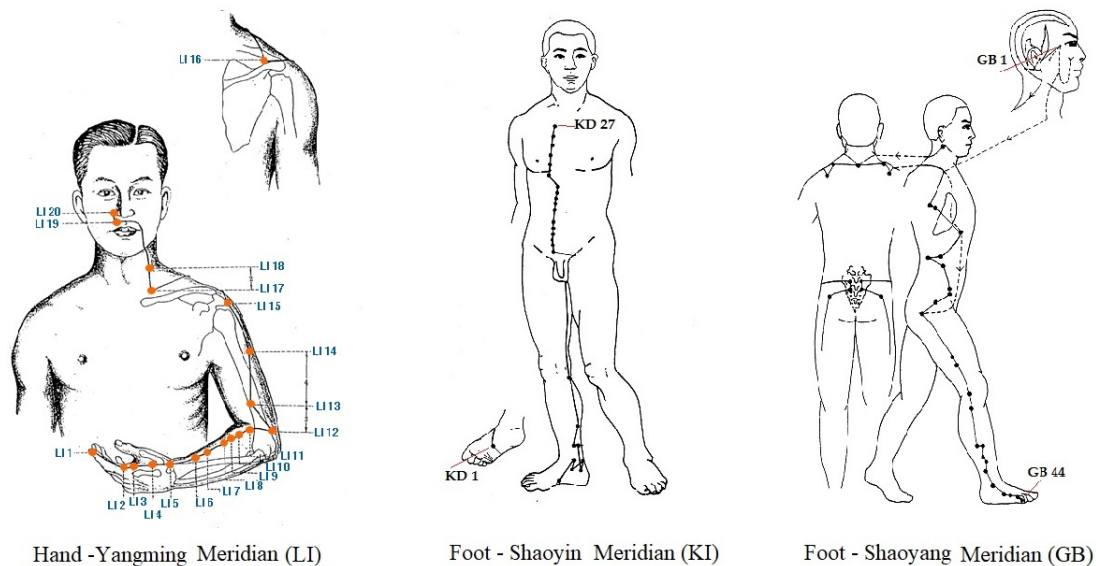 LI 16
LI 20
LI 19
LI 18
LI 17
LI 15
LI 14
LI 13
LI 12
LI 11
LI 10
LI 9
LI 8
LI 7
LI 6
LI 5
LI 4
LI 3
LI 2
LI 1
Hand -Yangming Meridian (LI)
KD 27
KD 1
Foot - Shaoyin Meridian (KI)
GB 1
GB 44
Foot - Shaoyang Meridian (GB)